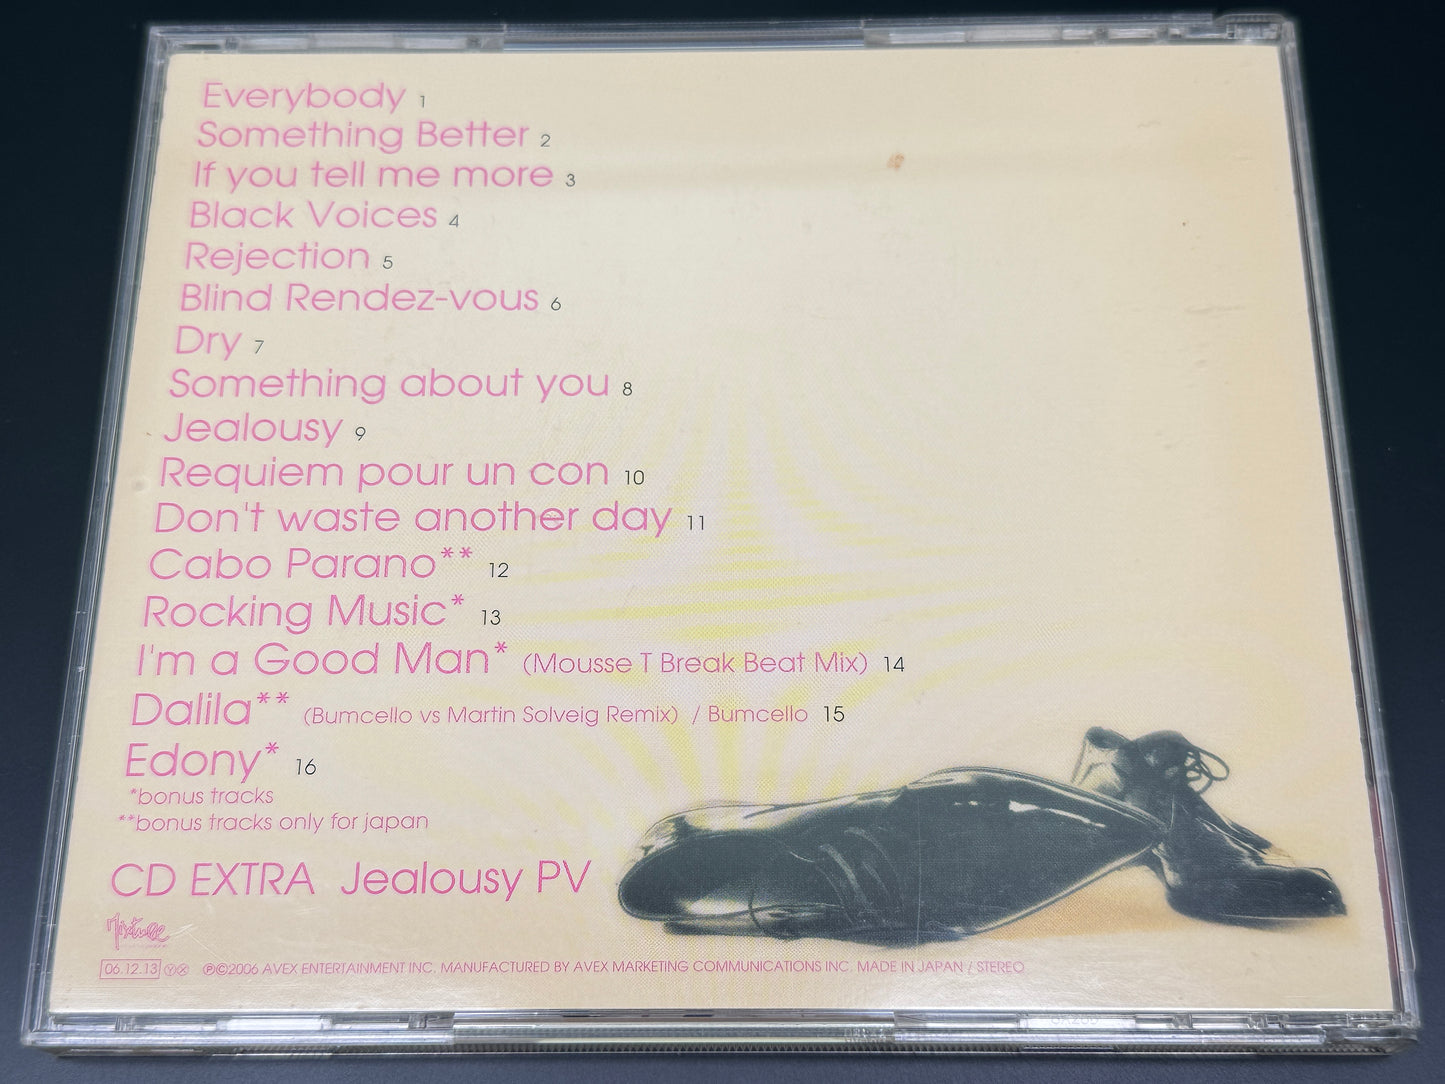 Everybody 1
Something Better 2
If you tell me more 3
Black Voices 4
Rejection 5
Blind Rendez-vous 6
Dry 7
Something about you 8
Jealousy 9
Requiem pour un con 10
Don't waste another day 11
Cabo Parano** 12
Rocking Music* 13
I'm a Good Man* (Mousse T Break Beat Mix) 14
Dalila** (Bumcello vs Martin Solveig Remix) / Bumcello 15
Edony* 16
*bonus tracks
**bonus tracks only for japan
CD EXTRA Jealousy PV
Mixture
06.12.13 Ⓨ Ⓧ ℗©2006 AVEX ENTERTAINMENT INC. MANUFACTURED BY AVEX MARKETING COMMUNICATIONS INC. MADE IN JAPAN / STEREO